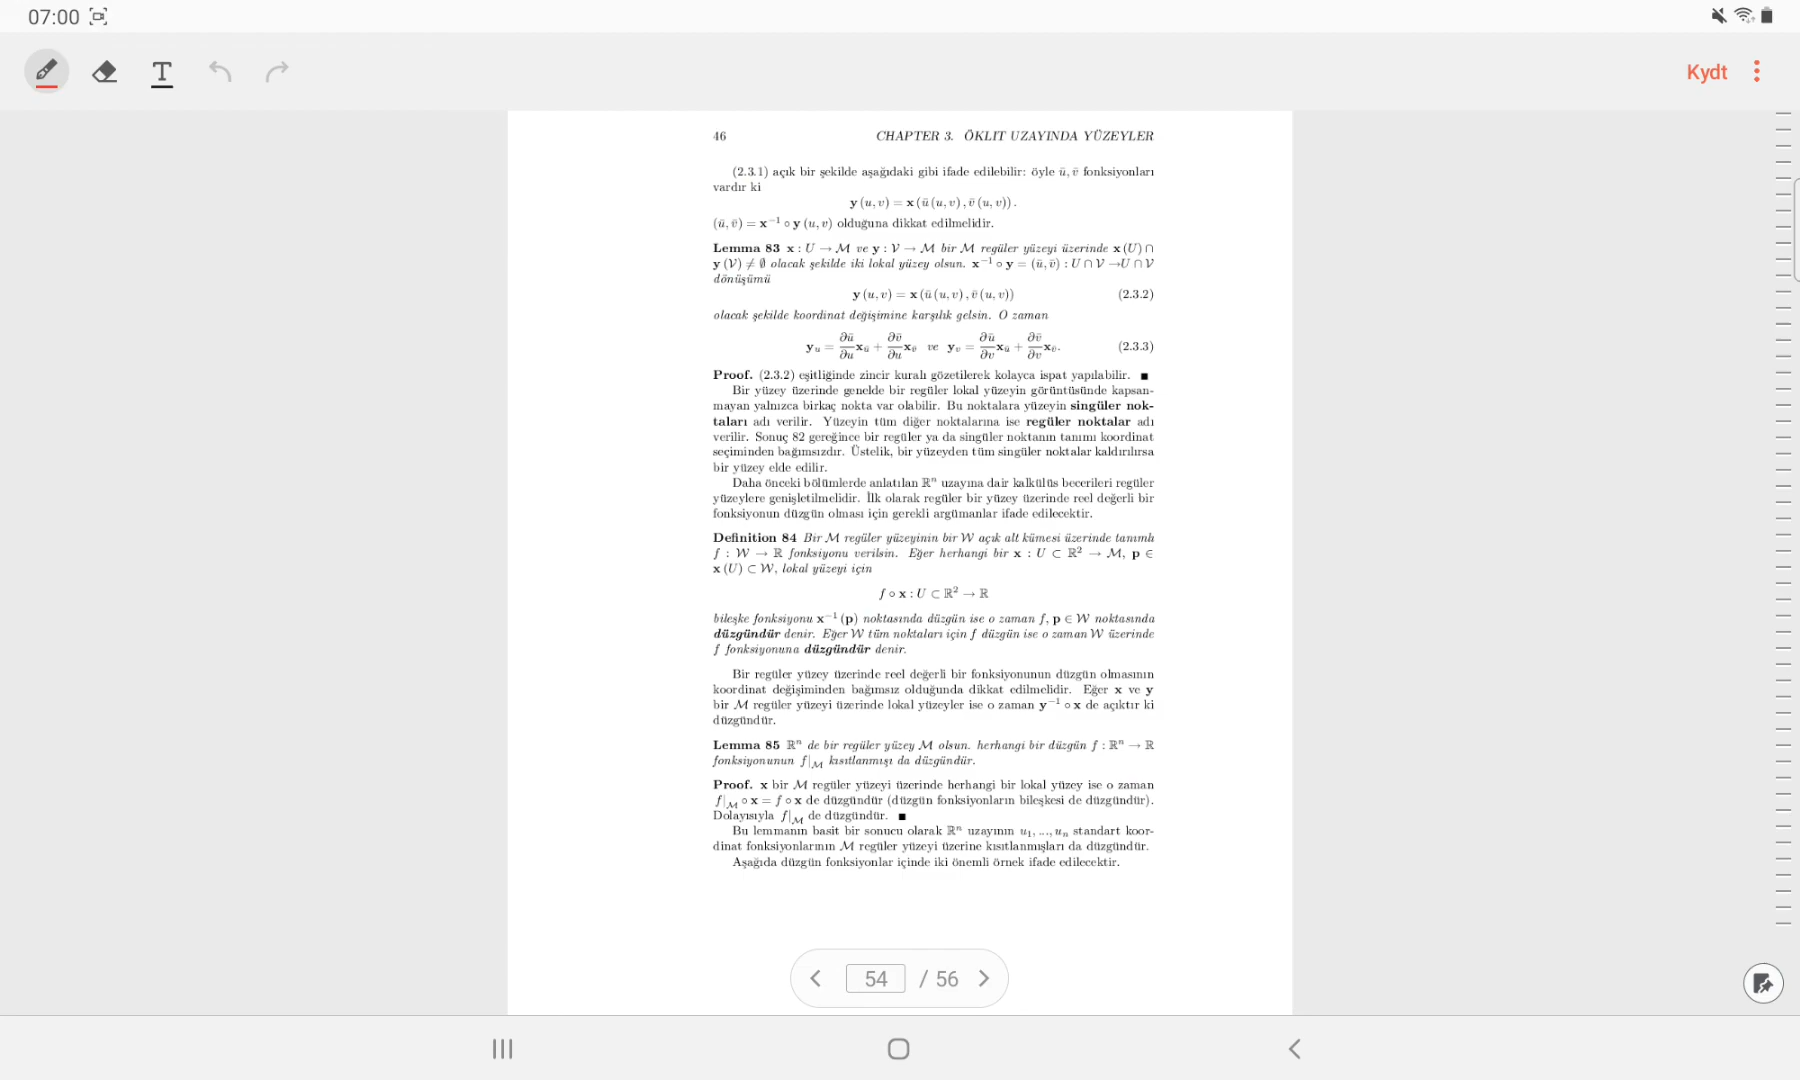 07:00
Kydt
46 CHAPTER 3. ÖKLIT UZAYINDA YÜZEYLER
(2.3.1) açık bir şekilde aşağıdaki gibi ifade edilebilir: öyle ū, v̄ fonksiyonları
vardır ki
y (u, v) = x (ū (u, v) , v̄ (u, v)) .
(ū, v̄) = x⁻¹ ∘ y (u, v) olduğuna dikkat edilmelidir.
Lemma 83 x : U → M ve y : V → M bir M regüler yüzeyi üzerinde x (U) ∩
y (V) ≠ ∅ olacak şekilde iki lokal yüzey olsun. x⁻¹ ∘ y = (ū, v̄) : U ∩ V →U ∩ V
dönüşümü
y (u, v) = x (ū (u, v) , v̄ (u, v)) (2.3.2)
olacak şekilde koordinat değişimine karşılık gelsin. O zaman
yᵤ = ∂ū/∂u x_ū + ∂v̄/∂u x_v̄ ve y_v = ∂ū/∂v x_ū + ∂v̄/∂v x_v̄. (2.3.3)
Proof. (2.3.2) eşitliğinde zincir kuralı gözetilerek kolayca ispat yapılabilir. ■
Bir yüzey üzerinde genelde bir regüler lokal yüzeyin görüntüsünde kapsan-
mayan yalnızca birkaç nokta var olabilir. Bu noktalara yüzeyin singüler nok-
taları adı verilir. Yüzeyin tüm diğer noktalarına ise regüler noktalar adı
verilir. Sonuç 82 gereğince bir regüler ya da singüler noktanın tanımı koordinat
seçiminden bağımsızdır. Üstelik, bir yüzeyden tüm singüler noktalar kaldırılırsa
bir yüzey elde edilir.
Daha önceki bölümlerde anlatılan ℝⁿ uzayına dair kalkülüs becerileri regüler
yüzeylere genişletilmelidir. İlk olarak regüler bir yüzey üzerinde reel değerli bir
fonksiyonun düzgün olması için gerekli argümanlar ifade edilecektir.
Definition 84 Bir M regüler yüzeyinin bir W açık alt kümesi üzerinde tanımlı
f : W → ℝ fonksiyonu verilsin. Eğer herhangi bir x : U ⊂ ℝ² → M, p ∈
x (U) ⊂ W, lokal yüzeyi için
f ∘ x : U ⊂ ℝ² → ℝ
bileşke fonksiyonu x⁻¹ (p) noktasında düzgün ise o zaman f, p ∈ W noktasında
düzgündür denir. Eğer W tüm noktaları için f düzgün ise o zaman W üzerinde
f fonksiyonuna düzgündür denir.
Bir regüler yüzey üzerinde reel değerli bir fonksiyonunun düzgün olmasının
koordinat değişiminden bağımsız olduğunda dikkat edilmelidir. Eğer x ve y
bir M regüler yüzeyi üzerinde lokal yüzeyler ise o zaman y⁻¹ ∘ x de açıktır ki
düzgündür.
Lemma 85 ℝⁿ de bir regüler yüzey M olsun. herhangi bir düzgün f : ℝⁿ → ℝ
fonksiyonunun f|_M kısıtlanmışı da düzgündür.
Proof. x bir M regüler yüzeyi üzerinde herhangi bir lokal yüzey ise o zaman
f|_M ∘ x = f ∘ x de düzgündür (düzgün fonksiyonların bileşkesi de düzgündür).
Dolayısıyla f|_M de düzgündür. ■
Bu lemmanın basit bir sonucu olarak ℝⁿ uzayının u₁, ..., uₙ standart koor-
dinat fonksiyonlarının M regüler yüzeyi üzerine kısıtlanmışları da düzgündür.
Aşağıda düzgün fonksiyonlar içinde iki önemli örnek ifade edilecektir.
54 / 56